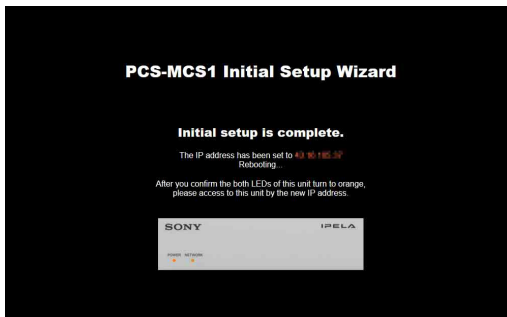 PCS-MCS1 Initial Setup Wizard
Initial setup is complete.
The IP address has been set to
Rebooting...
After you confirm the both LEDs of this unit turn to orange,
please access to this unit by the new IP address.
SONY IPELA
POWER NETWORK